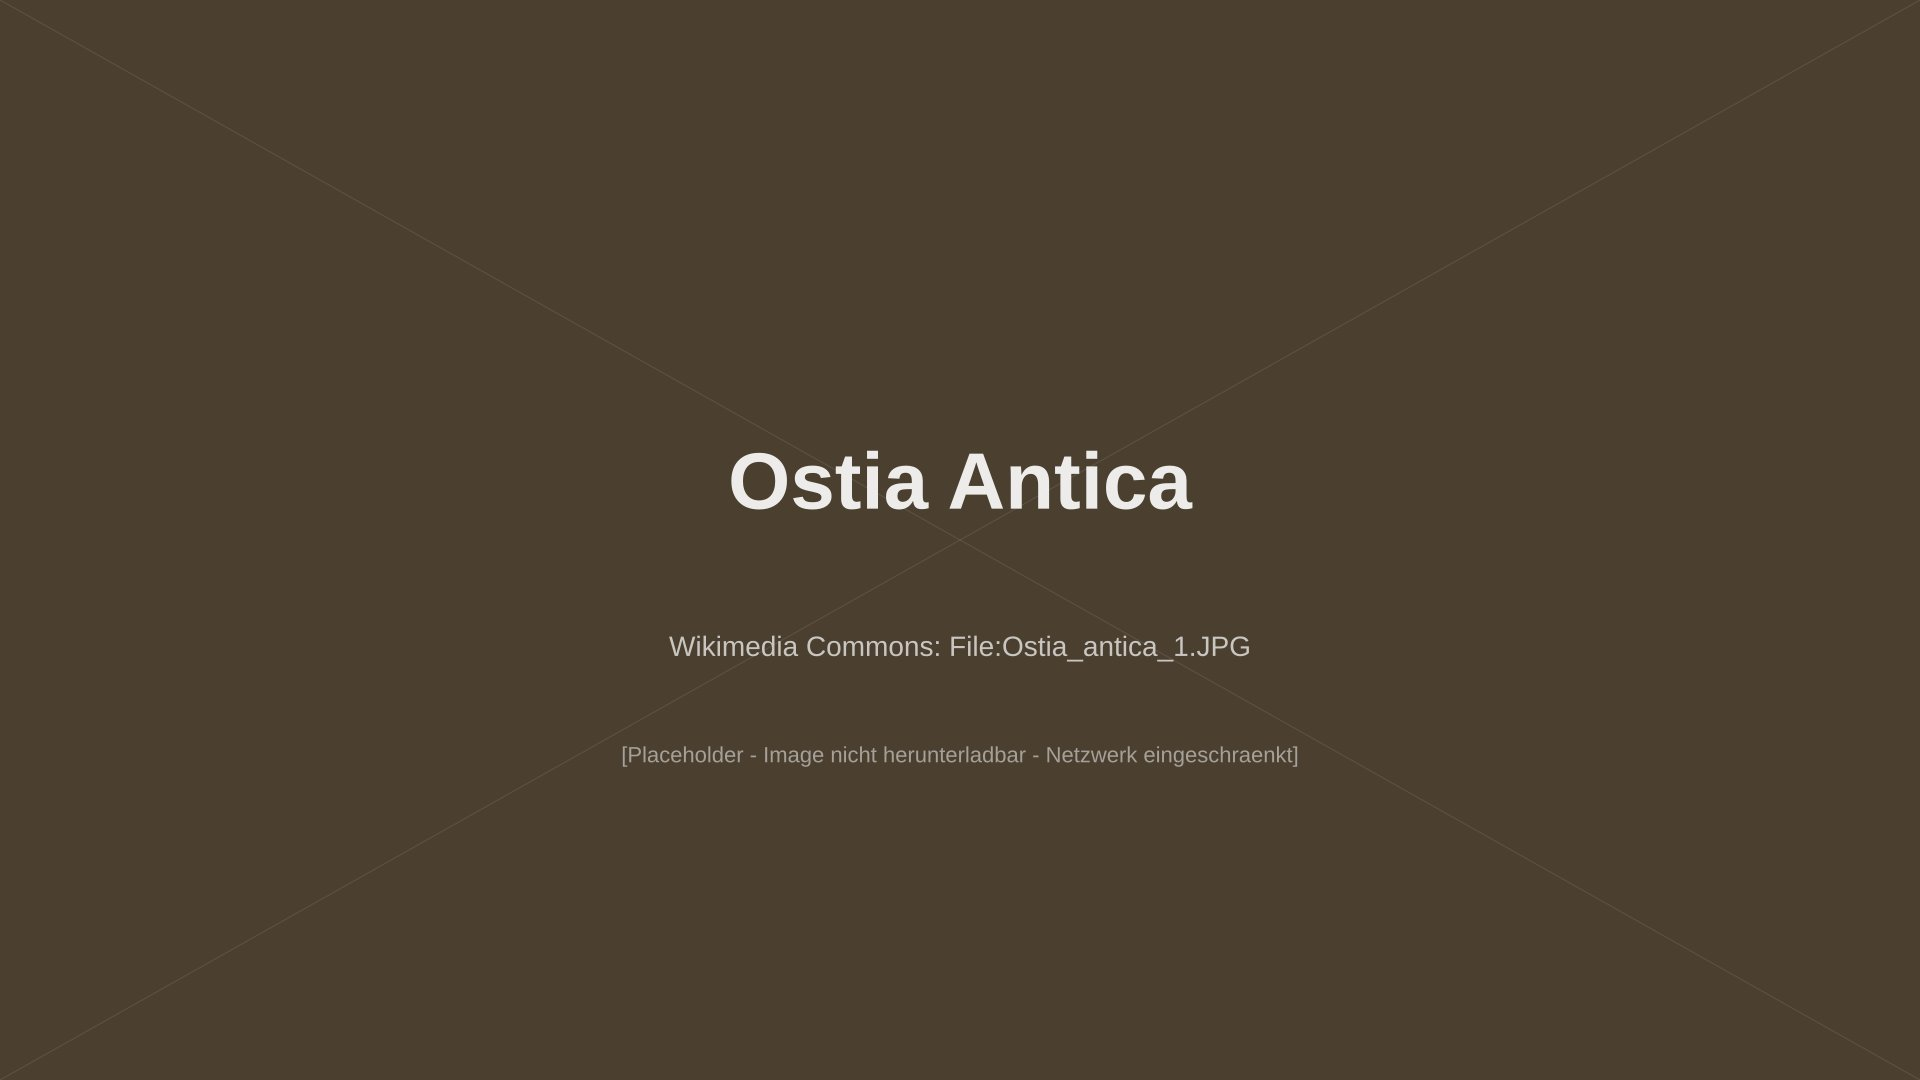 Ostia Antica
Wikimedia Commons: File:Ostia_antica_1.JPG
[Placeholder - Image nicht herunterladbar - Netzwerk eingeschraenkt]